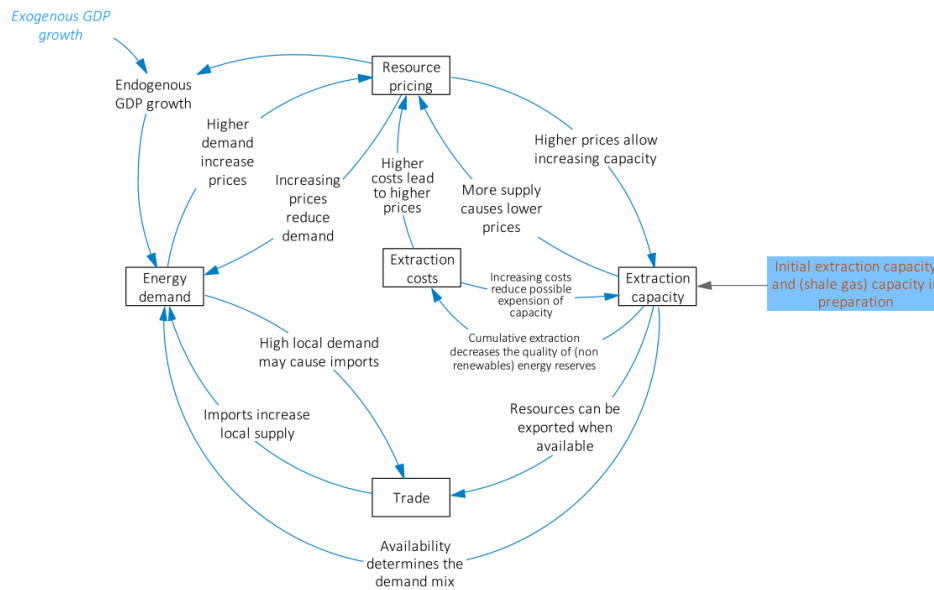 Exogenous GDP
growth
Resource
pricing
Endogenous
GDP growth
Higher
demand
increase
prices
Higher prices allow
increasing capacity
Higher
costs lead
to higher
prices
Increasing
prices
reduce
demand
More supply
causes lower
prices
Extraction
costs
Energy
demand
Increasing costs
reduce possible
expension of
capacity
Extraction
capacity
Initial extraction capacity
and (shale gas) capacity in
preparation
Cumulative extraction
decreases the quality of (non
renewables) energy reserves
High local demand
may cause imports
Imports increase
local supply
Resources can be
exported when
available
Trade
Availability
determines the
demand mix